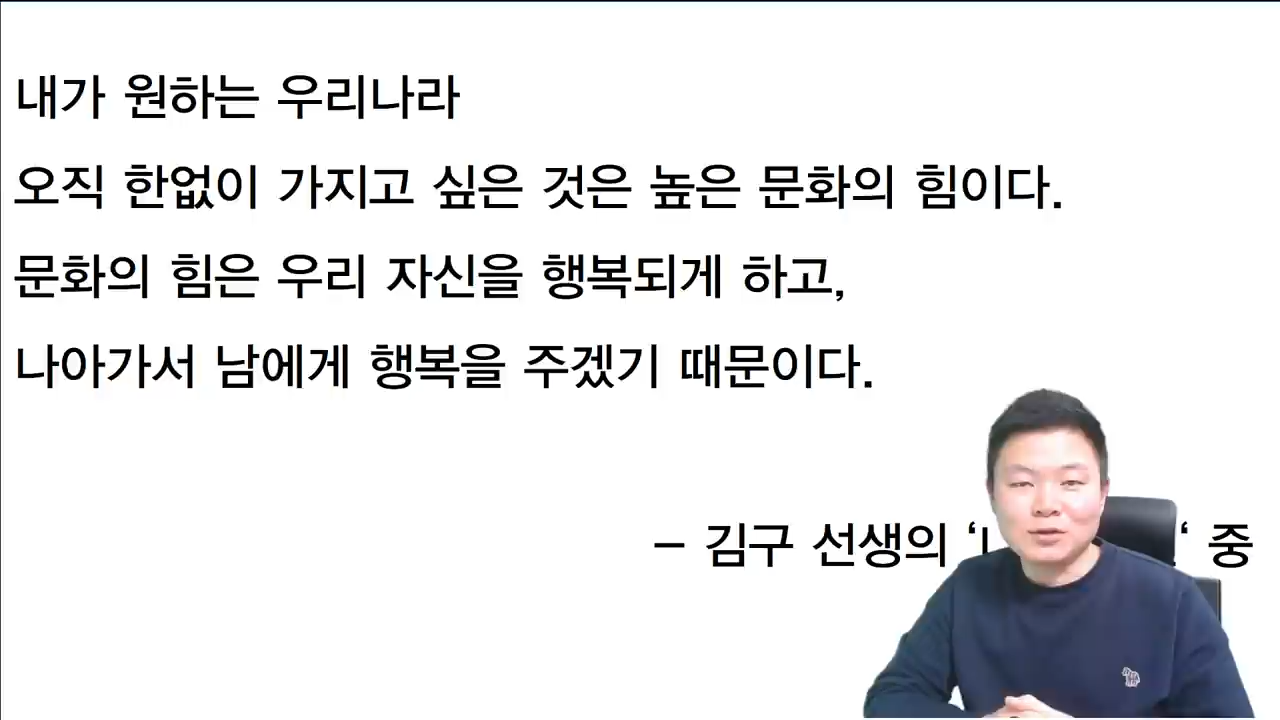 내가 원하는 우리나라
오직 한없이 가지고 싶은 것은 높은 문화의 힘이다.
문화의 힘은 우리 자신을 행복되게 하고,
나아가서 남에게 행복을 주겠기 때문이다.
– 김구 선생의 ‘ ‘ 중